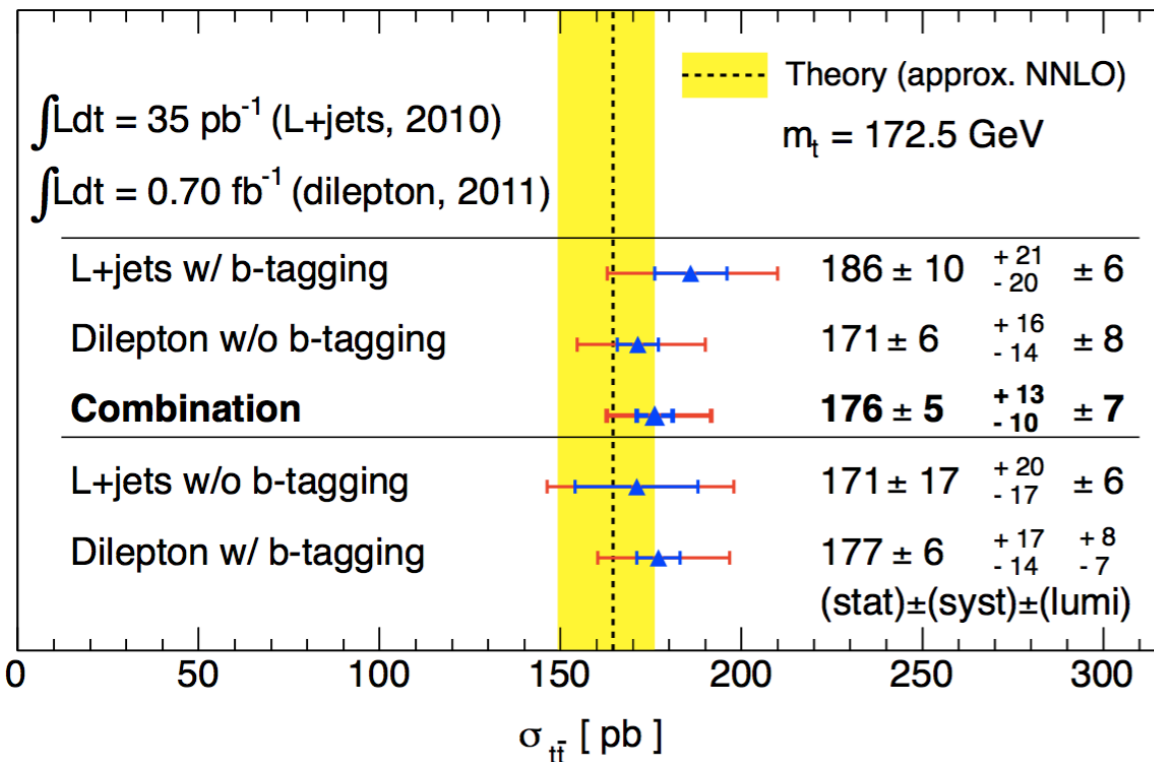 Theory (approx. NNLO)
∫Ldt = 35 pb⁻¹ (L+jets, 2010)
mₜ = 172.5 GeV
∫Ldt = 0.70 fb⁻¹ (dilepton, 2011)
L+jets w/ b-tagging 186 ± 10 + 21 - 20 ± 6
Dilepton w/o b-tagging 171 ± 6 + 16 - 14 ± 8
Combination 176 ± 5 + 13 - 10 ± 7
L+jets w/o b-tagging 171 ± 17 + 20 - 17 ± 6
Dilepton w/ b-tagging 177 ± 6 + 17 - 14 + 8 - 7
(stat)±(syst)±(lumi)
0 50 100 150 200 250 300
σ tt̄ [ pb ]